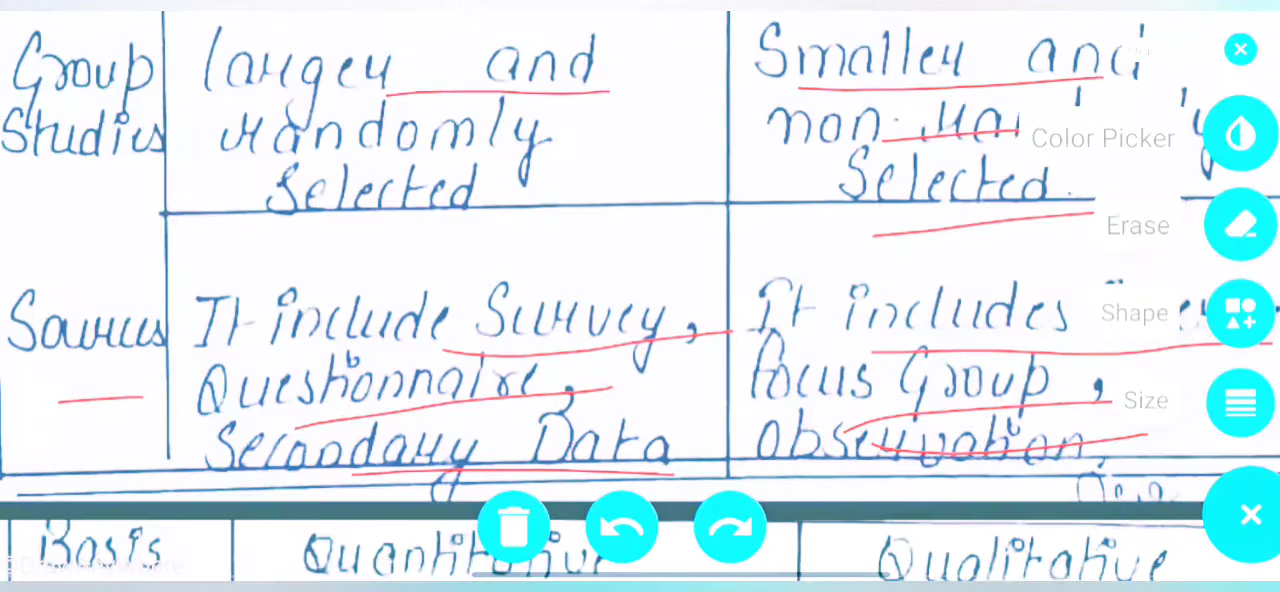 Group
Studies
larger and
randomly
Selected
Smaller and
non-
Selected.
Sources
It include Survey,
Questionnaire,
Secondary Data
It includes
Focus Group,
Observation,
Basis
Quantitative
Qualitative
Color Picker
Erase
Shape
Size